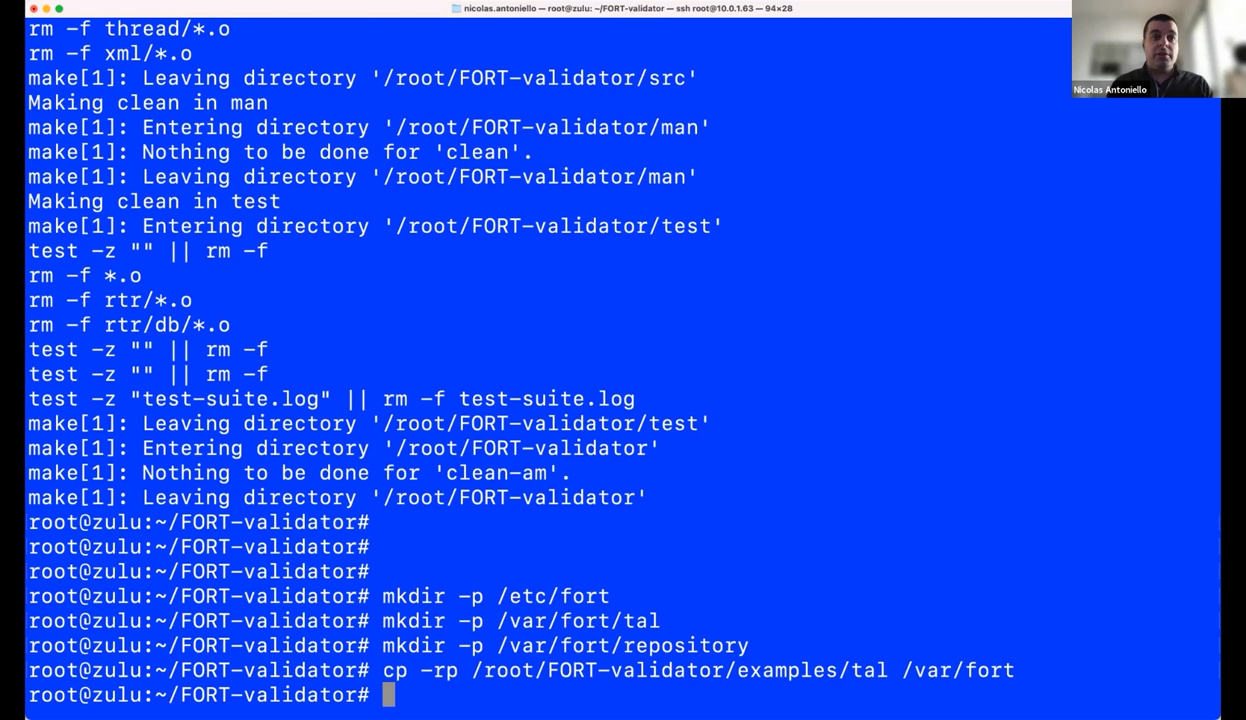 nicolas.antoniello — root@zulu: ~/FORT-validator — ssh root@10.0.1.63 — 94×28
rm -f thread/*.o
rm -f xml/*.o
make[1]: Leaving directory '/root/FORT-validator/src'
Making clean in man
make[1]: Entering directory '/root/FORT-validator/man'
make[1]: Nothing to be done for 'clean'.
make[1]: Leaving directory '/root/FORT-validator/man'
Making clean in test
make[1]: Entering directory '/root/FORT-validator/test'
test -z "" || rm -f
rm -f *.o
rm -f rtr/*.o
rm -f rtr/db/*.o
test -z "" || rm -f
test -z "" || rm -f
test -z "test-suite.log" || rm -f test-suite.log
make[1]: Leaving directory '/root/FORT-validator/test'
make[1]: Entering directory '/root/FORT-validator'
make[1]: Nothing to be done for 'clean-am'.
make[1]: Leaving directory '/root/FORT-validator'
root@zulu:~/FORT-validator#
root@zulu:~/FORT-validator#
root@zulu:~/FORT-validator#
root@zulu:~/FORT-validator# mkdir -p /etc/fort
root@zulu:~/FORT-validator# mkdir -p /var/fort/tal
root@zulu:~/FORT-validator# mkdir -p /var/fort/repository
root@zulu:~/FORT-validator# cp -rp /root/FORT-validator/examples/tal /var/fort
root@zulu:~/FORT-validator#
Nicolas Antoniello